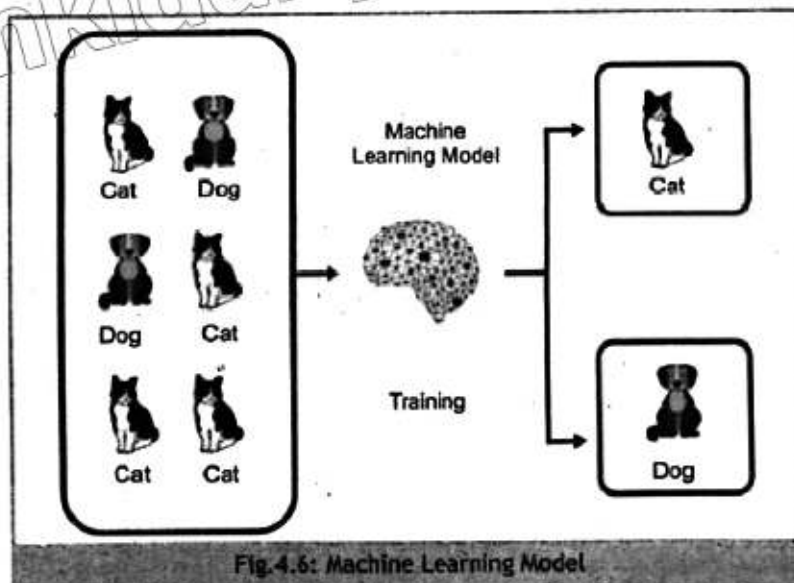 Cat Dog
Dog Cat
Cat Cat
Machine
Learning Model
Training
Cat
Dog
Fig.4.6: Machine Learning Model